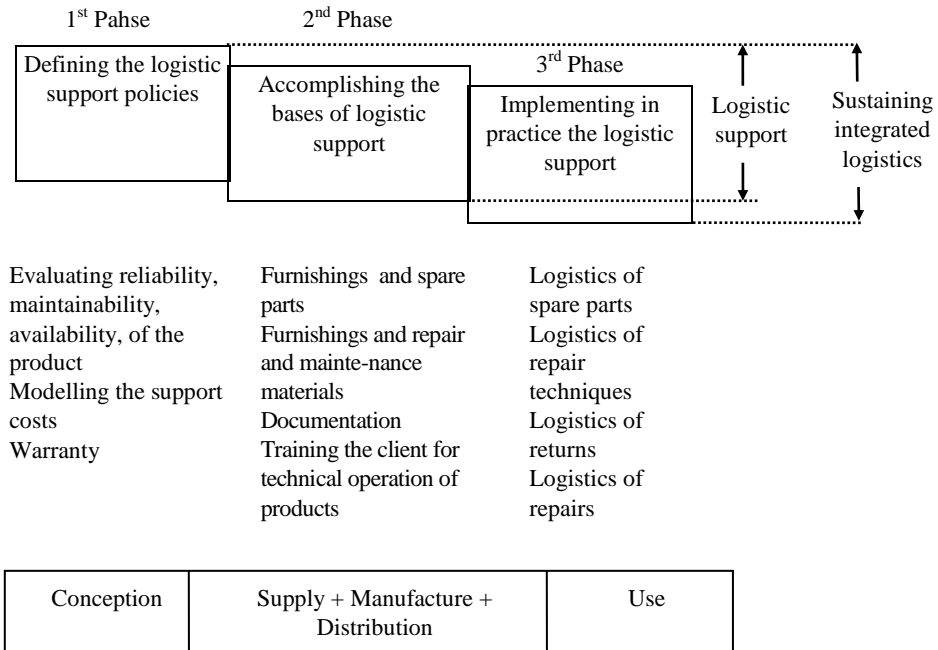 1st Pahse
2nd Phase
3rd Phase
Defining the logistic
support policies
Accomplishing the
bases of logistic
support
Implementing in
practice the logistic
support
Logistic
support
Sustaining
integrated
logistics
Evaluating reliability,
maintainability,
availability, of the
product
Modelling the support
costs
Warranty
Furnishings and spare
parts
Furnishings and repair
and mainte-nance
materials
Documentation
Training the client for
technical operation of
products
Logistics of
spare parts
Logistics of
repair
techniques
Logistics of
returns
Logistics of
repairs
Conception
Supply + Manufacture +
Distribution
Use